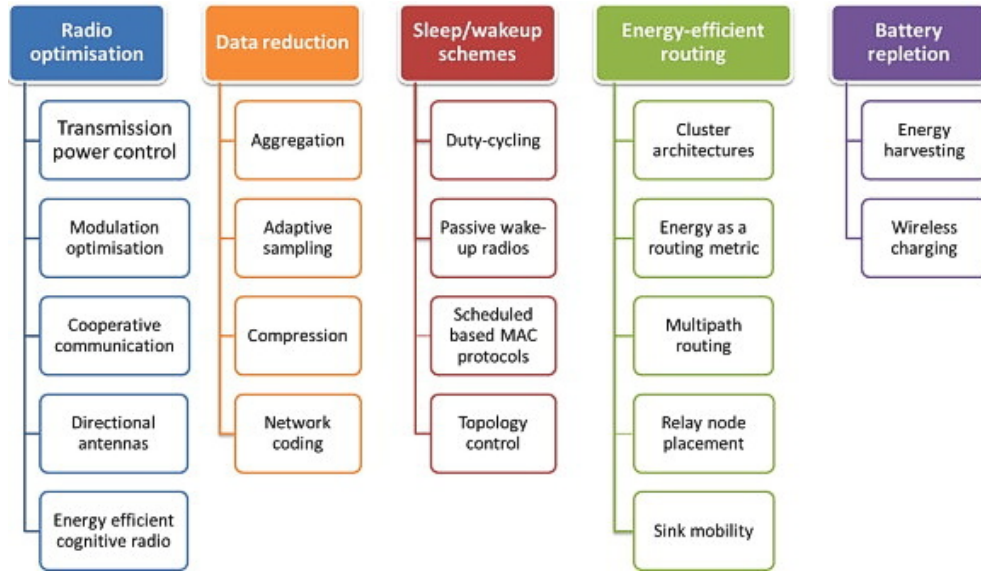 Radio
optimisation
Transmission
power control
Modulation
optimisation
Cooperative
communication
Directional
antennas
Energy efficient
cognitive radio
Data reduction
Aggregation
Adaptive
sampling
Compression
Network
coding
Sleep/wakeup
schemes
Duty-cycling
Passive wake-
up radios
Scheduled
based MAC
protocols
Topology
control
Energy-efficient
routing
Cluster
architectures
Energy as a
routing metric
Multipath
routing
Relay node
placement
Sink mobility
Battery
repletion
Energy
harvesting
Wireless
charging